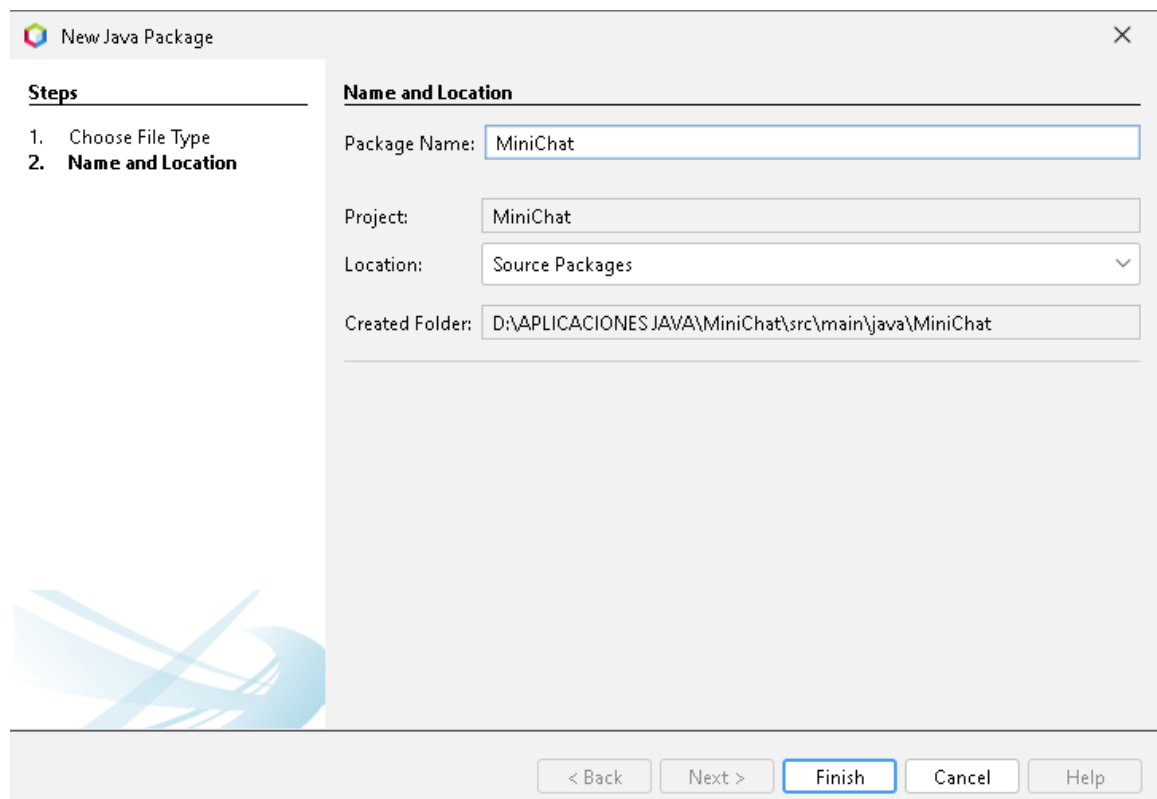 New Java Package
Steps
1. Choose File Type
2. Name and Location
Name and Location
Package Name: MiniChat
Project: MiniChat
Location: Source Packages
Created Folder: D:\APLICACIONES JAVA\MiniChat\src\main\java\MiniChat
< Back Next > Finish Cancel Help